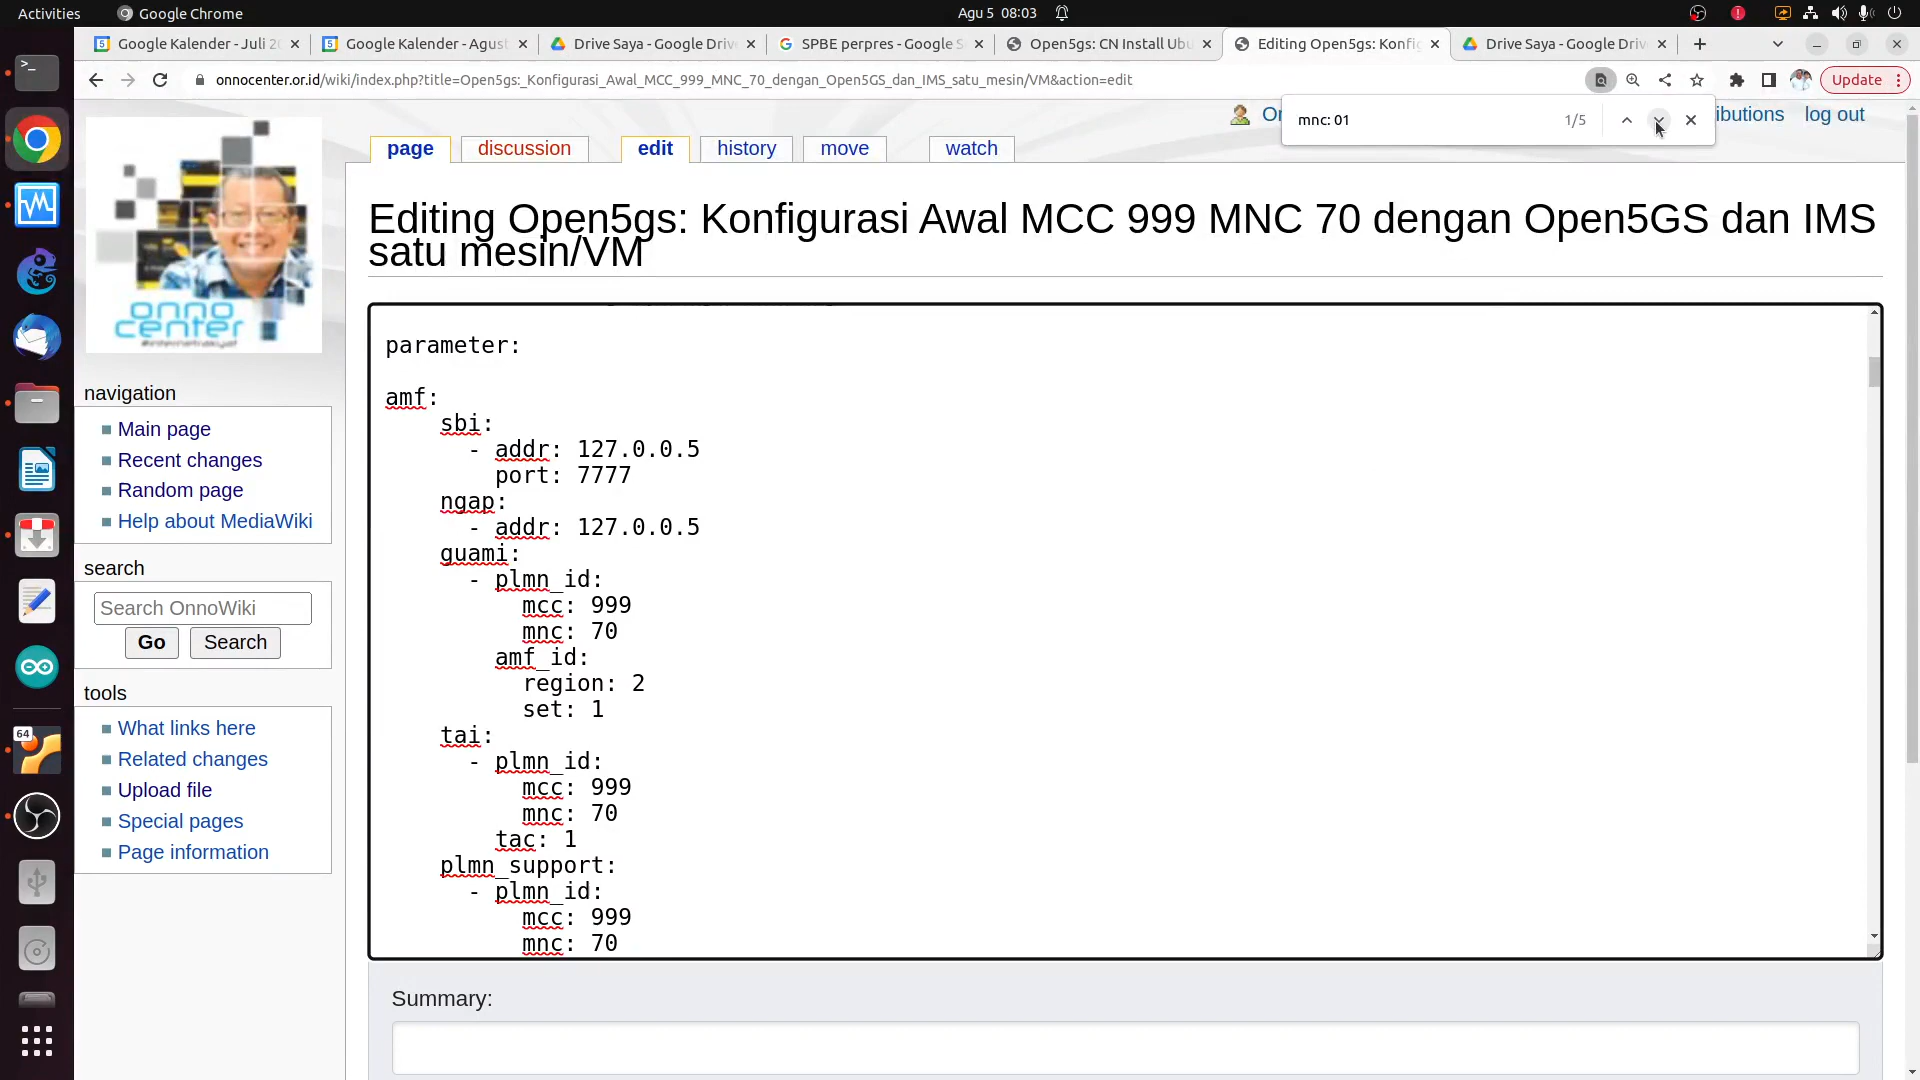 Activities
Google Chrome
Agu 5 08:03
Google Kalender - Juli 2
Google Kalender - Agust
Drive Saya - Google Driv
SPBE perpres - Google S
Open5gs: CN Install Ubu
Editing Open5gs: Konfig
Drive Saya - Google Driv
onnocenter.or.id/wiki/index.php?title=Open5gs:_Konfigurasi_Awal_MCC_999_MNC_70_dengan_Open5GS_dan_IMS_satu_mesin/VM&action=edit
Update
mnc: 01
1/5
On
ibutions
log out
page
discussion
edit
history
move
watch
Editing Open5gs: Konfigurasi Awal MCC 999 MNC 70 dengan Open5GS dan IMS
satu mesin/VM
onno
center
navigation
Main page
Recent changes
Random page
Help about MediaWiki
search
Search OnnoWiki
Go
Search
tools
What links here
Related changes
Upload file
Special pages
Page information
64
parameter:
amf:
sbi:
- addr: 127.0.0.5
port: 7777
ngap:
- addr: 127.0.0.5
guami:
- plmn_id:
mcc: 999
mnc: 70
amf_id:
region: 2
set: 1
tai:
- plmn_id:
mcc: 999
mnc: 70
tac: 1
plmn_support:
- plmn_id:
mcc: 999
mnc: 70
Summary: